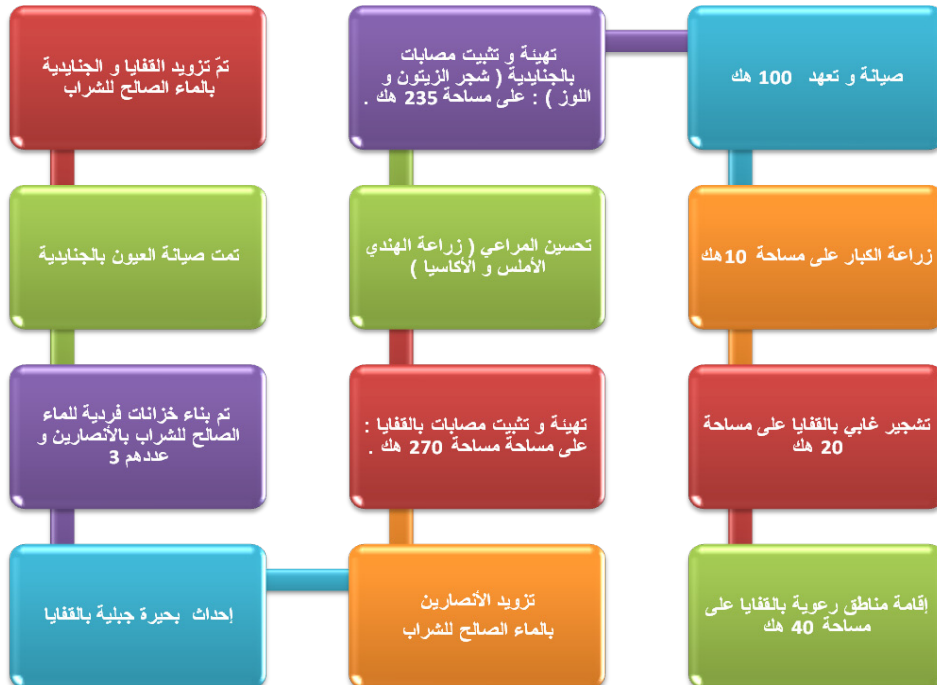 تمّ تزويد القفايا و الجنايدية
بالماء الصالح للشراب
تمت صيانة العيون بالجنايدية
تم بناء خزانات فردية للماء
الصالح للشراب بالأنصارين و
عددهم 3
إحداث بحيرة جبلية بالقفايا
تزويد الأنصارين
بالماء الصالح للشراب
تهيئة و تثبيت مصابات بالقفايا :
على مساحة مساحة 270 هك .
تحسين المراعي ( زراعة الهندي
الأملس و الأكاسيا )
تهيئة و تثبيت مصابات
بالجنايدية ( شجر الزيتون و
اللوز ) : على مساحة 235 هك .
صيانة و تعهد 100 هك
زراعة الكبار على مساحة 10هك
تشجير غابي بالقفايا على مساحة
20 هك
إقامة مناطق رعوية بالقفايا على
مساحة 40 هك